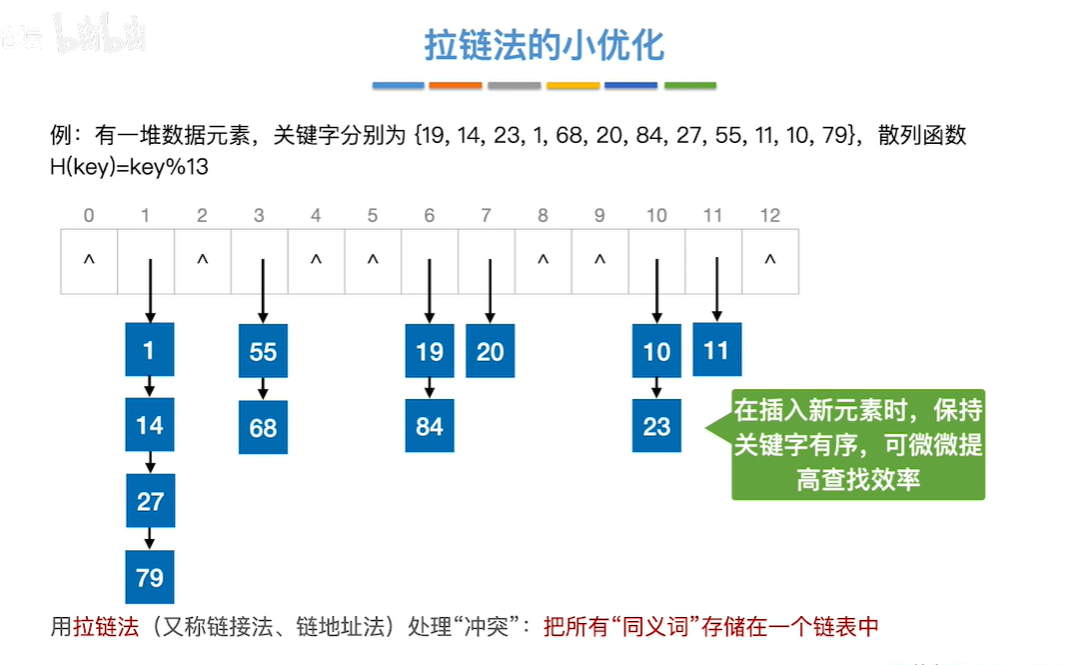 拉链法的小优化
例：有一堆数据元素，关键字分别为 {19, 14, 23, 1, 68, 20, 84, 27, 55, 11, 10, 79}，散列函数
H(key)=key%13
0 1 2 3 4 5 6 7 8 9 10 11 12
^ ^ ^ ^ ^ ^ ^
1 55 19 20 10 11
14 68 84 23
27
79
在插入新元素时，保持
关键字有序，可微微提
高查找效率
用拉链法（又称链接法、链地址法）处理“冲突”：把所有“同义词”存储在一个链表中
bilibili